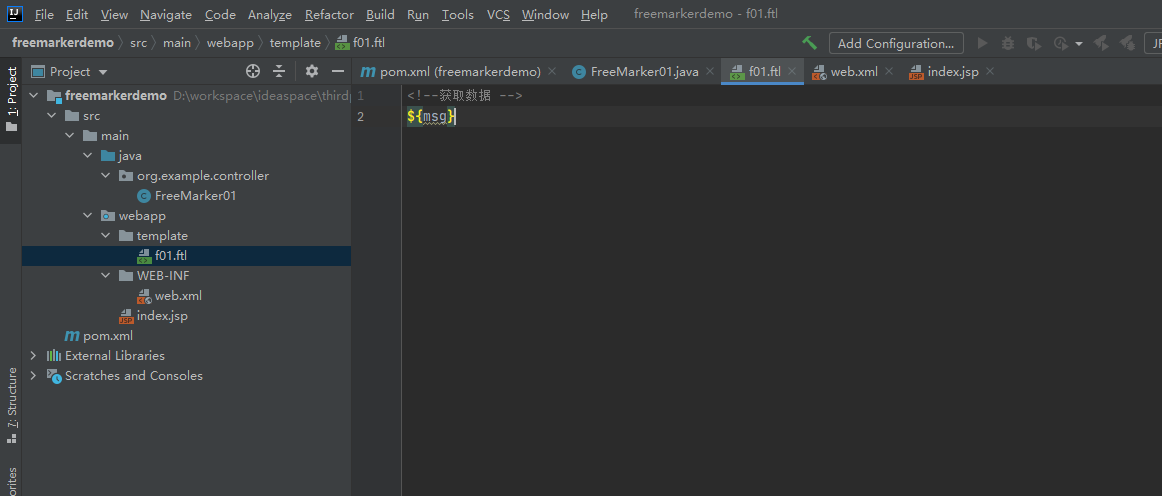 File Edit View Navigate Code Analyze Refactor Build Run Tools VCS Window Help freemarkerdemo - f01.ftl
freemarkerdemo src main webapp template f01.ftl Add Configuration...
1: Project
Project
pom.xml (freemarkerdemo) FreeMarker01.java f01.ftl web.xml index.jsp
freemarkerdemo D:\workspace\ideaspace\third
src
main
java
org.example.controller
FreeMarker01
webapp
template
f01.ftl
WEB-INF
web.xml
index.jsp
pom.xml
External Libraries
Scratches and Consoles
1 <!--获取数据 -->
2 ${msg}
7: Structure